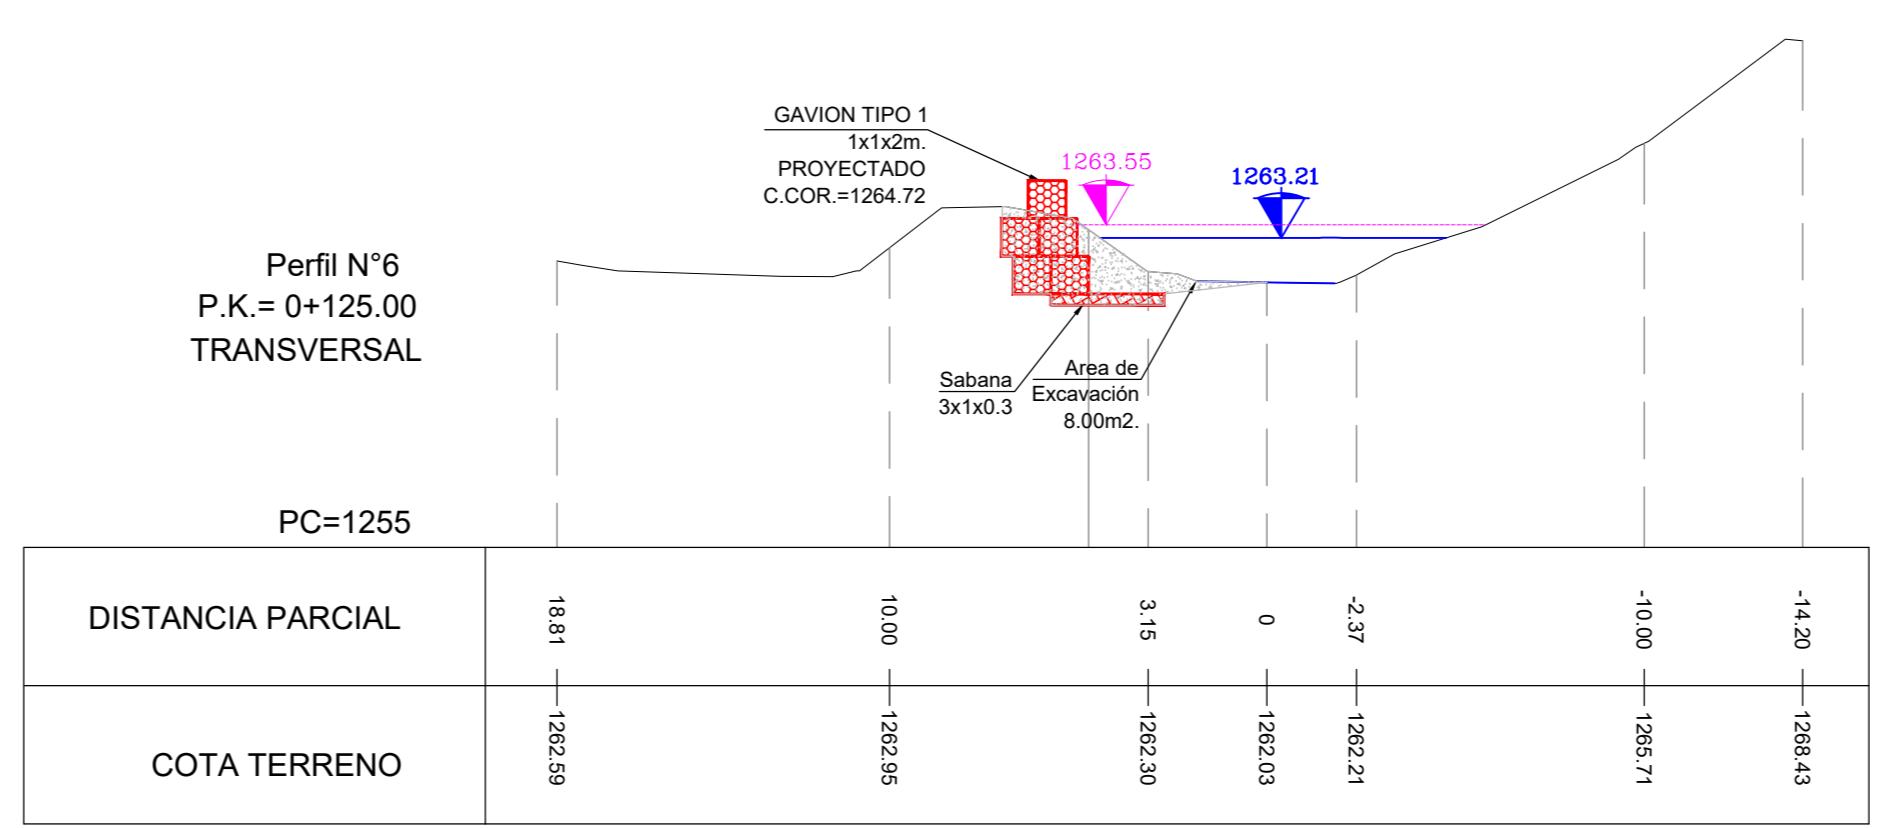 GAVION TIPO 1
1x1x2m.
PROYECTADO
C.COR.=1264.72
1263.55
1263.21
Perfil N°6
P.K.= 0+125.00
TRANSVERSAL
Sabana
3x1x0.3
Area de
Excavación
8.00m2.
PC=1255
DISTANCIA PARCIAL
18.81
10.00
3.15
0
-2.37
-10.00
-14.20
COTA TERRENO
1262.59
1262.95
1262.30
1262.03
1262.21
1265.71
1268.43